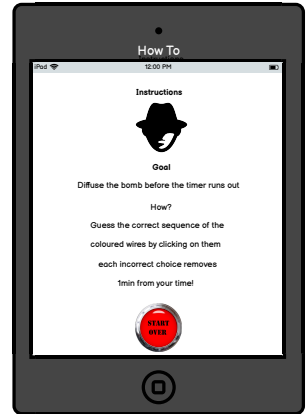 How To
Instructions
iPod 12:00 PM
Instructions
Goal
Diffuse the bomb before the timer runs out
How?
Guess the correct sequence of the
coloured wires by clicking on them
each incorrect choice removes
1min from your time!
START
OVER